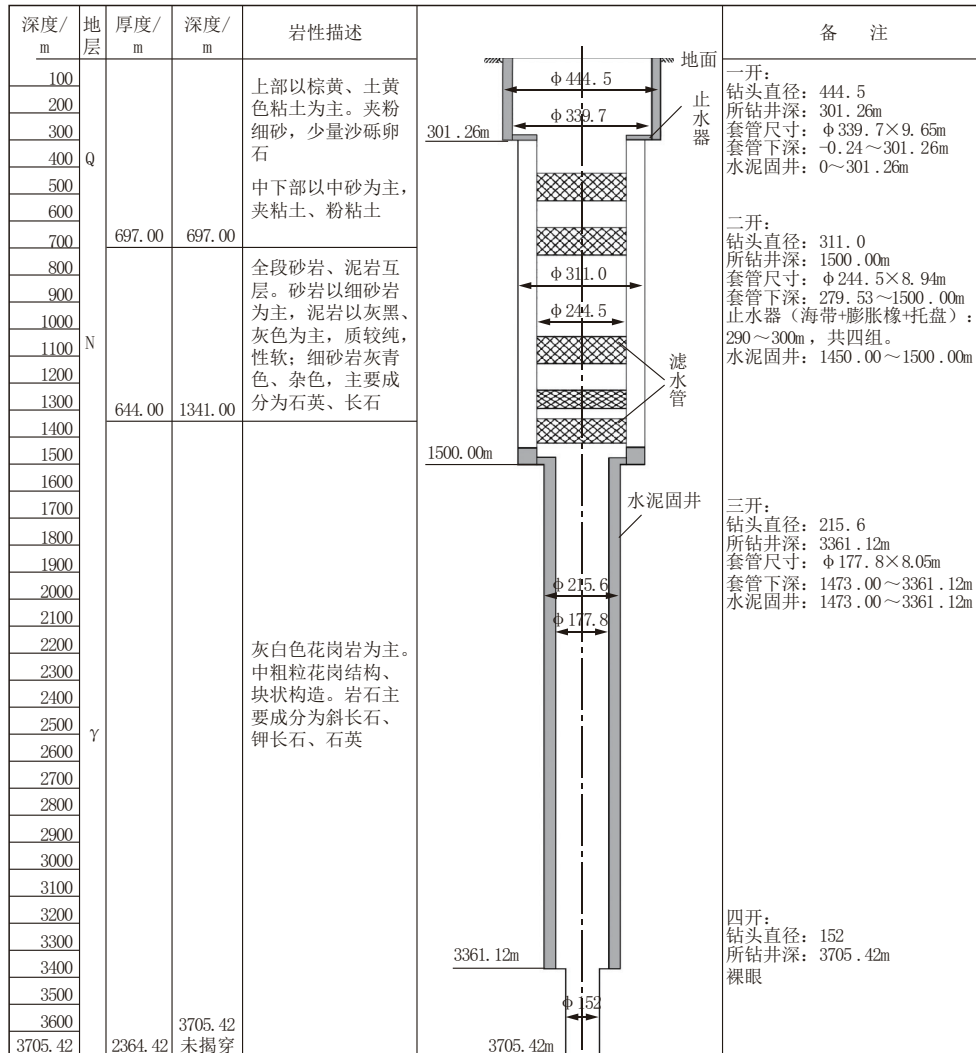 深度/
m
地
层
厚度/
m
深度/
m
岩性描述
备 注
100
200
300
400
500
600
700
800
900
1000
1100
1200
1300
1400
1500
1600
1700
1800
1900
2000
2100
2200
2300
2400
2500
2600
2700
2800
2900
3000
3100
3200
3300
3400
3500
3600
3705.42
Q
N
γ
697.00
644.00
2364.42
697.00
1341.00
3705.42
未揭穿
上部以棕黄、土黄
色粘土为主。夹粉
细砂,少量沙砾卵
石
中下部以中砂为主,
夹粘土、粉粘土
全段砂岩、泥岩互
层。砂岩以细砂岩
为主,泥岩以灰黑、
灰色为主,质较纯,
性软;细砂岩灰青
色、杂色,主要成
分为石英、长石
灰白色花岗岩为主。
中粗粒花岗结构、
块状构造。岩石主
要成分为斜长石、
钾长石、石英
地面
φ444.5
φ339.7
止
水
器
301.26m
φ311.0
φ244.5
滤
水
管
1500.00m
水泥固井
φ215.6
φ177.8
3361.12m
φ152
3705.42m
一开:
钻头直径:444.5
所钻井深:301.26m
套管尺寸:φ339.7×9.65m
套管下深:-0.24～301.26m
水泥固井:0～301.26m
二开:
钻头直径:311.0
所钻井深:1500.00m
套管尺寸:φ244.5×8.94m
套管下深:279.53～1500.00m
止水器(海带+膨胀橡+托盘):
290～300m,共四组。
水泥固井:1450.00～1500.00m
三开:
钻头直径:215.6
所钻井深:3361.12m
套管尺寸:φ177.8×8.05m
套管下深:1473.00～3361.12m
水泥固井:1473.00～3361.12m
四开:
钻头直径:152
所钻井深:3705.42m
裸眼